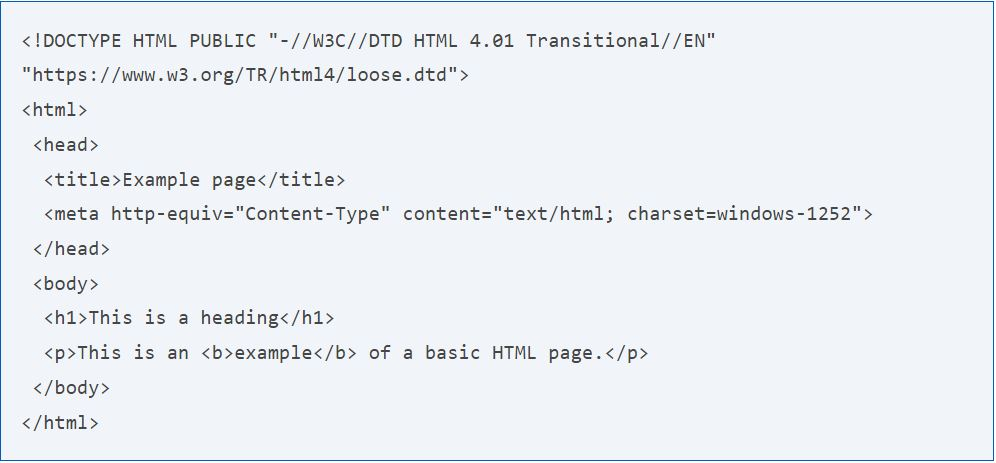 <!DOCTYPE HTML PUBLIC "-//W3C//DTD HTML 4.01 Transitional//EN"
"https://www.w3.org/TR/html4/loose.dtd">
<html>
 <head>
  <title>Example page</title>
  <meta http-equiv="Content-Type" content="text/html; charset=windows-1252">
 </head>
 <body>
  <h1>This is a heading</h1>
  <p>This is an <b>example</b> of a basic HTML page.</p>
 </body>
</html>